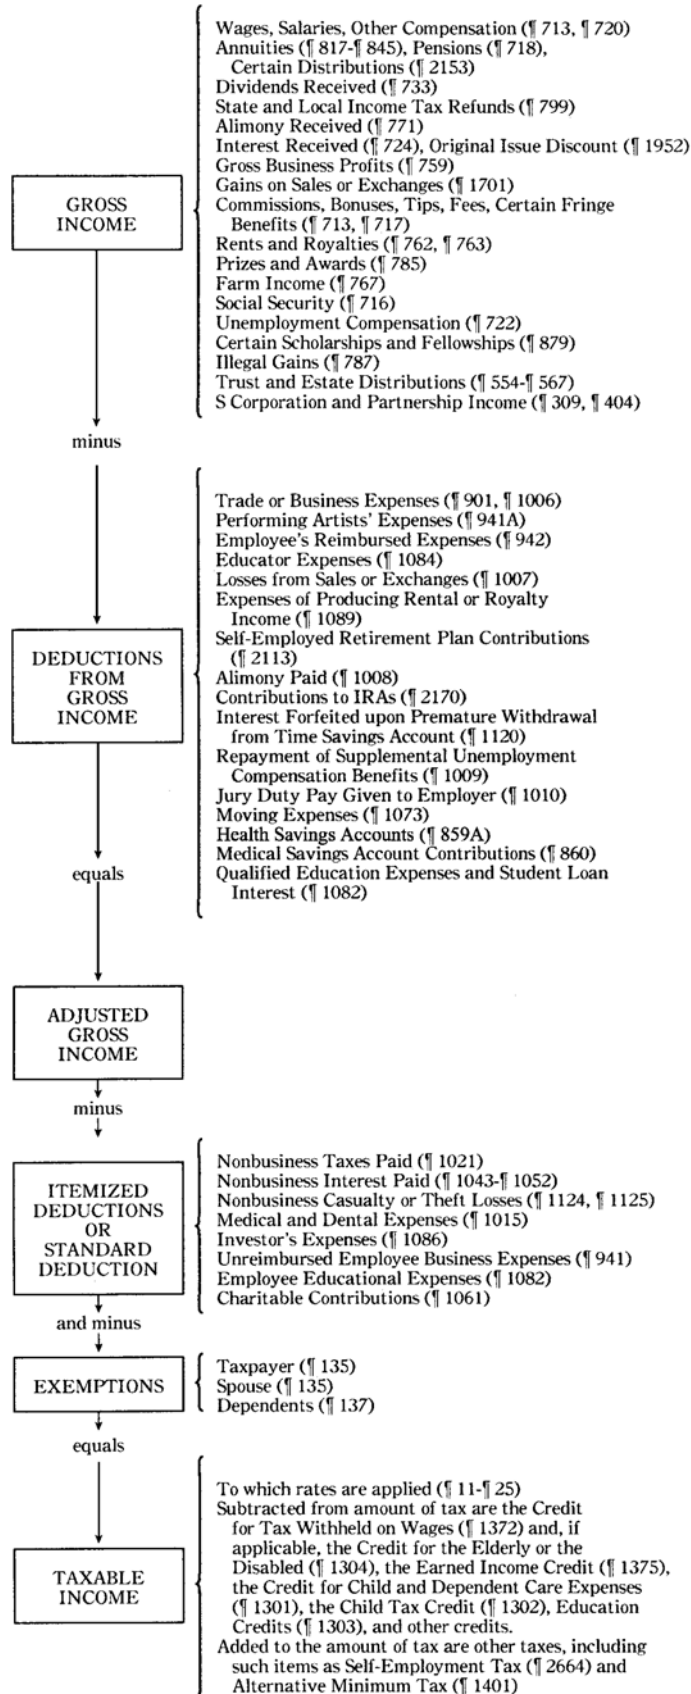 Wages, Salaries, Other Compensation (¶ 713, ¶ 720)
Annuities (¶ 817-¶ 845), Pensions (¶ 718),
Certain Distributions (¶ 2153)
Dividends Received (¶ 733)
State and Local Income Tax Refunds (¶ 799)
Alimony Received (¶ 771)
Interest Received (¶ 724), Original Issue Discount (¶ 1952)
Gross Business Profits (¶ 759)
Gains on Sales or Exchanges (¶ 1701)
GROSS
INCOME
Commissions, Bonuses, Tips, Fees, Certain Fringe
Benefits (¶ 713, ¶ 717)
Rents and Royalties (¶ 762, ¶ 763)
Prizes and Awards (¶ 785)
Farm Income (¶ 767)
Social Security (¶ 716)
Unemployment Compensation (¶ 722)
Certain Scholarships and Fellowships (¶ 879)
Illegal Gains (¶ 787)
Trust and Estate Distributions (¶ 554-¶ 567)
S Corporation and Partnership Income (¶ 309, ¶ 404)
minus
Trade or Business Expenses (¶ 901, ¶ 1006)
Performing Artists' Expenses (¶ 941A)
Employee's Reimbursed Expenses (¶ 942)
Educator Expenses (¶ 1084)
Losses from Sales or Exchanges (¶ 1007)
Expenses of Producing Rental or Royalty
Income (¶ 1089)
Self-Employed Retirement Plan Contributions
(¶ 2113)
DEDUCTIONS
FROM
GROSS
INCOME
Alimony Paid (¶ 1008)
Contributions to IRAs (¶ 2170)
Interest Forfeited upon Premature Withdrawal
from Time Savings Account (¶ 1120)
Repayment of Supplemental Unemployment
Compensation Benefits (¶ 1009)
Jury Duty Pay Given to Employer (¶ 1010)
Moving Expenses (¶ 1073)
Health Savings Accounts (¶ 859A)
Medical Savings Account Contributions (¶ 860)
Qualified Education Expenses and Student Loan
Interest (¶ 1082)
equals
ADJUSTED
GROSS
INCOME
minus
ITEMIZED
DEDUCTIONS
OR
STANDARD
DEDUCTION
Nonbusiness Taxes Paid (¶ 1021)
Nonbusiness Interest Paid (¶ 1043-¶ 1052)
Nonbusiness Casualty or Theft Losses (¶ 1124, ¶ 1125)
Medical and Dental Expenses (¶ 1015)
Investor's Expenses (¶ 1086)
Unreimbursed Employee Business Expenses (¶ 941)
Employee Educational Expenses (¶ 1082)
Charitable Contributions (¶ 1061)
and minus
EXEMPTIONS
Taxpayer (¶ 135)
Spouse (¶ 135)
Dependents (¶ 137)
equals
TAXABLE
INCOME
To which rates are applied (¶ 11-¶ 25)
Subtracted from amount of tax are the Credit
for Tax Withheld on Wages (¶ 1372) and, if
applicable, the Credit for the Elderly or the
Disabled (¶ 1304), the Earned Income Credit (¶ 1375),
the Credit for Child and Dependent Care Expenses
(¶ 1301), the Child Tax Credit (¶ 1302), Education
Credits (¶ 1303), and other credits.
Added to the amount of tax are other taxes, including
such items as Self-Employment Tax (¶ 2664) and
Alternative Minimum Tax (¶ 1401)